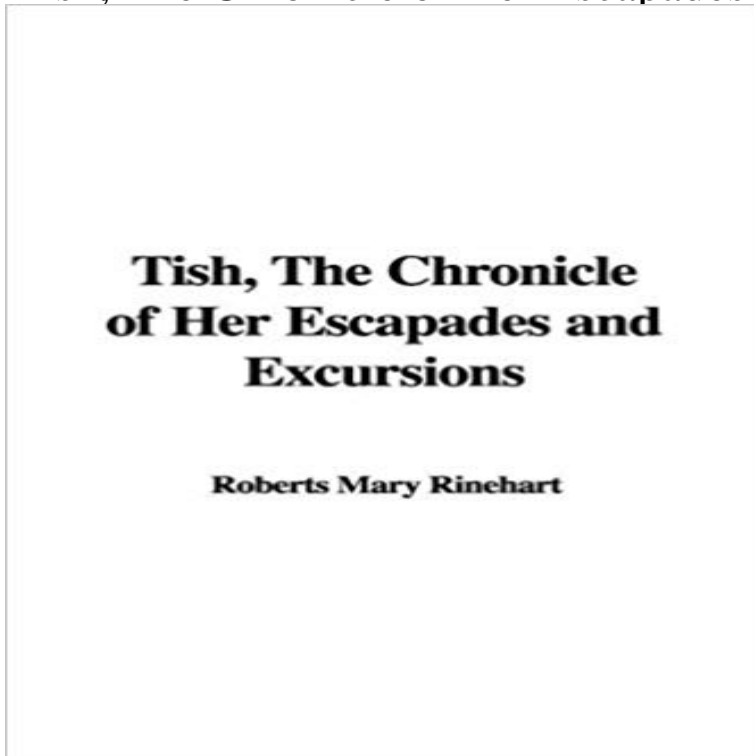 Tish, The Chronicle
of Her Escapades and
Excursions
Roberts Mary Rinehart